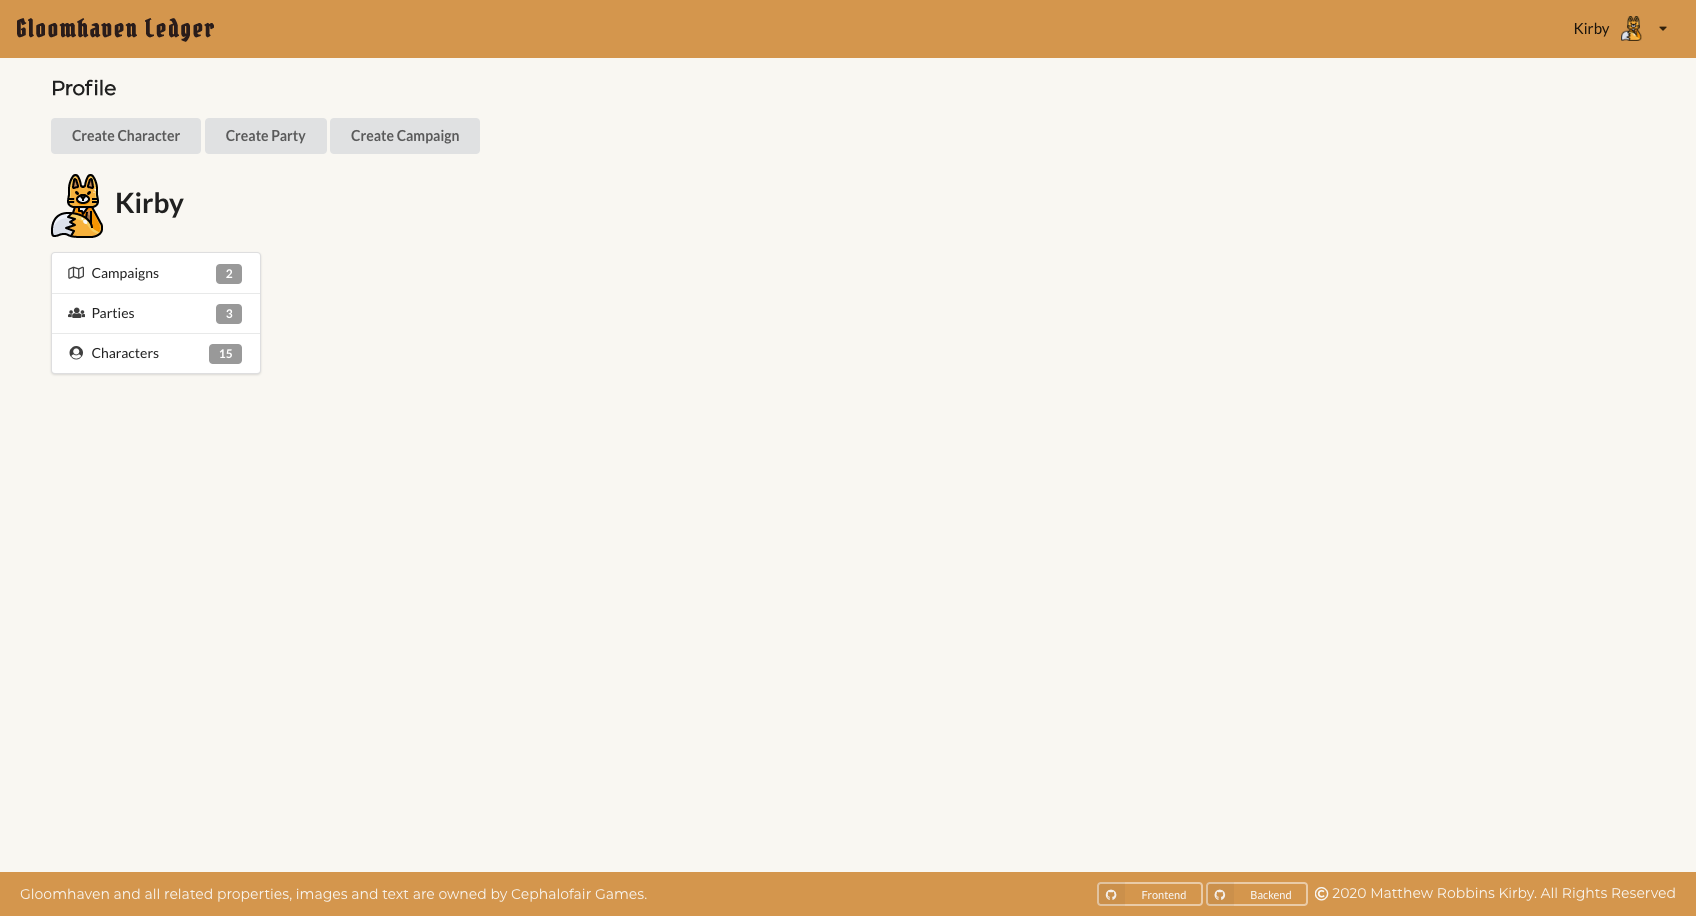 Gloomhaven Ledger
Kirby
Profile
Create Character Create Party Create Campaign
Kirby
Campaigns 2
Parties 3
Characters 15
Gloomhaven and all related properties, images and text are owned by Cephalofair Games.
Frontend Backend © 2020 Matthew Robbins Kirby. All Rights Reserved